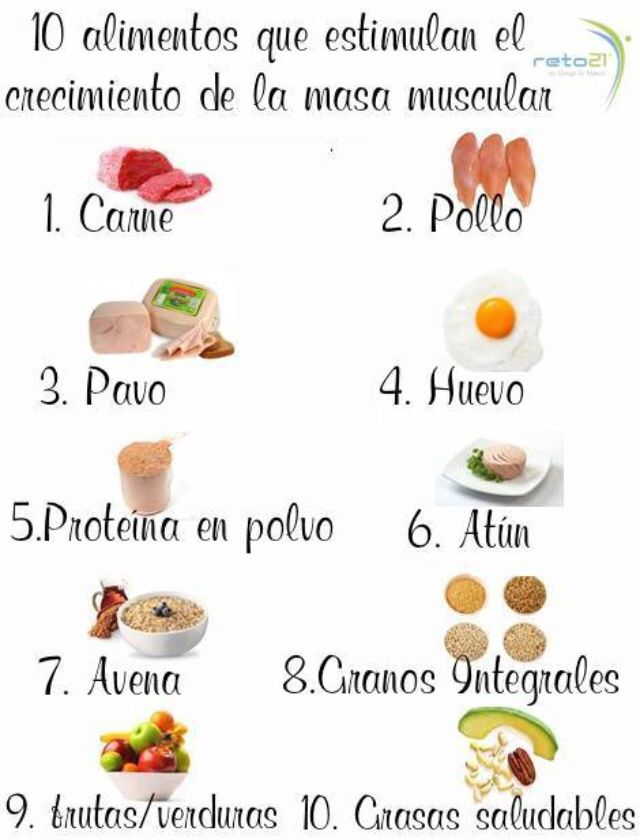 10 alimentos que estimulan el
crecimiento de la masa muscular
reto21
1. Carne
2. Pollo
3. Pavo
4. Huevo
5.Proteína en polvo
6. Atún
7. Avena
8.Granos Integrales
9. frutas/verduras
10. Grasas saludables